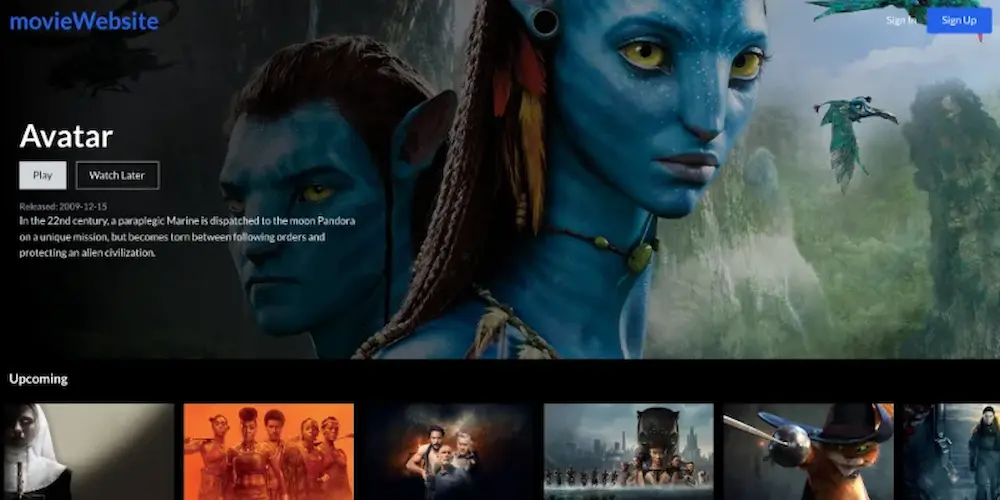 movieWebsite
Sign In
Sign Up
Avatar
Play
Watch Later
Released: 2009-12-15
In the 22nd century, a paraplegic Marine is dispatched to the moon Pandora
on a unique mission, but becomes torn between following orders and
protecting an alien civilization.
Upcoming